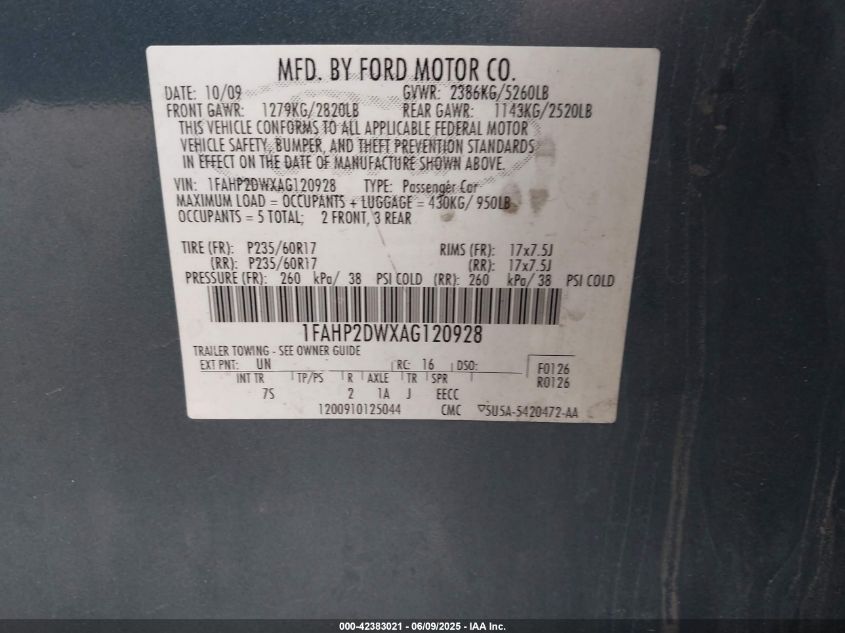 MFD. BY FORD MOTOR CO.
DATE: 10/09 GVWR: 2386KG/5260LB
FRONT GAWR: 1279KG/2820LB REAR GAWR: 1143KG/2520LB
THIS VEHICLE CONFORMS TO ALL APPLICABLE FEDERAL MOTOR
VEHICLE SAFETY, BUMPER, AND THEFT PREVENTION STANDARDS
IN EFFECT ON THE DATE OF MANUFACTURE SHOWN ABOVE.
VIN: 1FAHP2DWXAG120928 TYPE: Passenger Car
MAXIMUM LOAD = OCCUPANTS + LUGGAGE = 430KG/ 950LB
OCCUPANTS = 5 TOTAL; 2 FRONT, 3 REAR
TIRE (FR): P235/60R17 RIMS (FR): 17x7.5J
(RR): P235/60R17 (RR): 17x7.5J
PRESSURE (FR): 260 kPa/ 38 PSI COLD (RR): 260 kPa/ 38 PSI COLD
1FAHP2DWXAG120928
TRAILER TOWING - SEE OWNER GUIDE
EXT PNT: UN RC: 16 DSO: F0126
INT TR TP/PS R AXLE TR SPR R0126
7S 2 1A J EECC
1200910125044 CMC ▽5U5A-5420472-AA
000-42383021 - 06/09/2025 - IAA Inc.